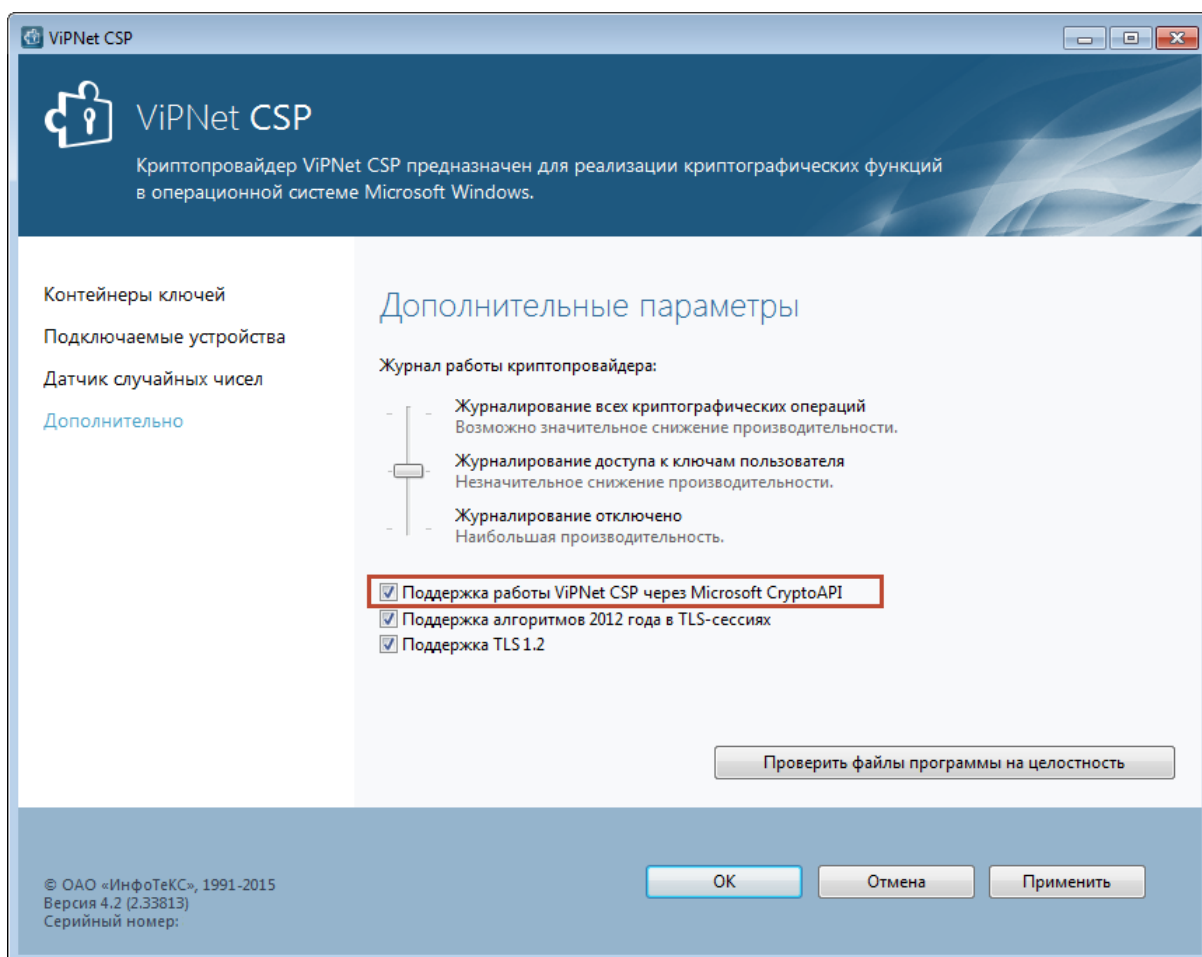 ViPNet CSP
ViPNet CSP
Криптопровайдер ViPNet CSP предназначен для реализации криптографических функций
в операционной системе Microsoft Windows.
Контейнеры ключей
Подключаемые устройства
Датчик случайных чисел
Дополнительно
Дополнительные параметры
Журнал работы криптопровайдера:
Журналирование всех криптографических операций
Возможно значительное снижение производительности.
Журналирование доступа к ключам пользователя
Незначительное снижение производительности.
Журналирование отключено
Наибольшая производительность.
Поддержка работы ViPNet CSP через Microsoft CryptoAPI
Поддержка алгоритмов 2012 года в TLS-сессиях
Поддержка TLS 1.2
Проверить файлы программы на целостность
© ОАО «ИнфоТеКС», 1991-2015
Версия 4.2 (2.33813)
Серийный номер:
OK
Отмена
Применить